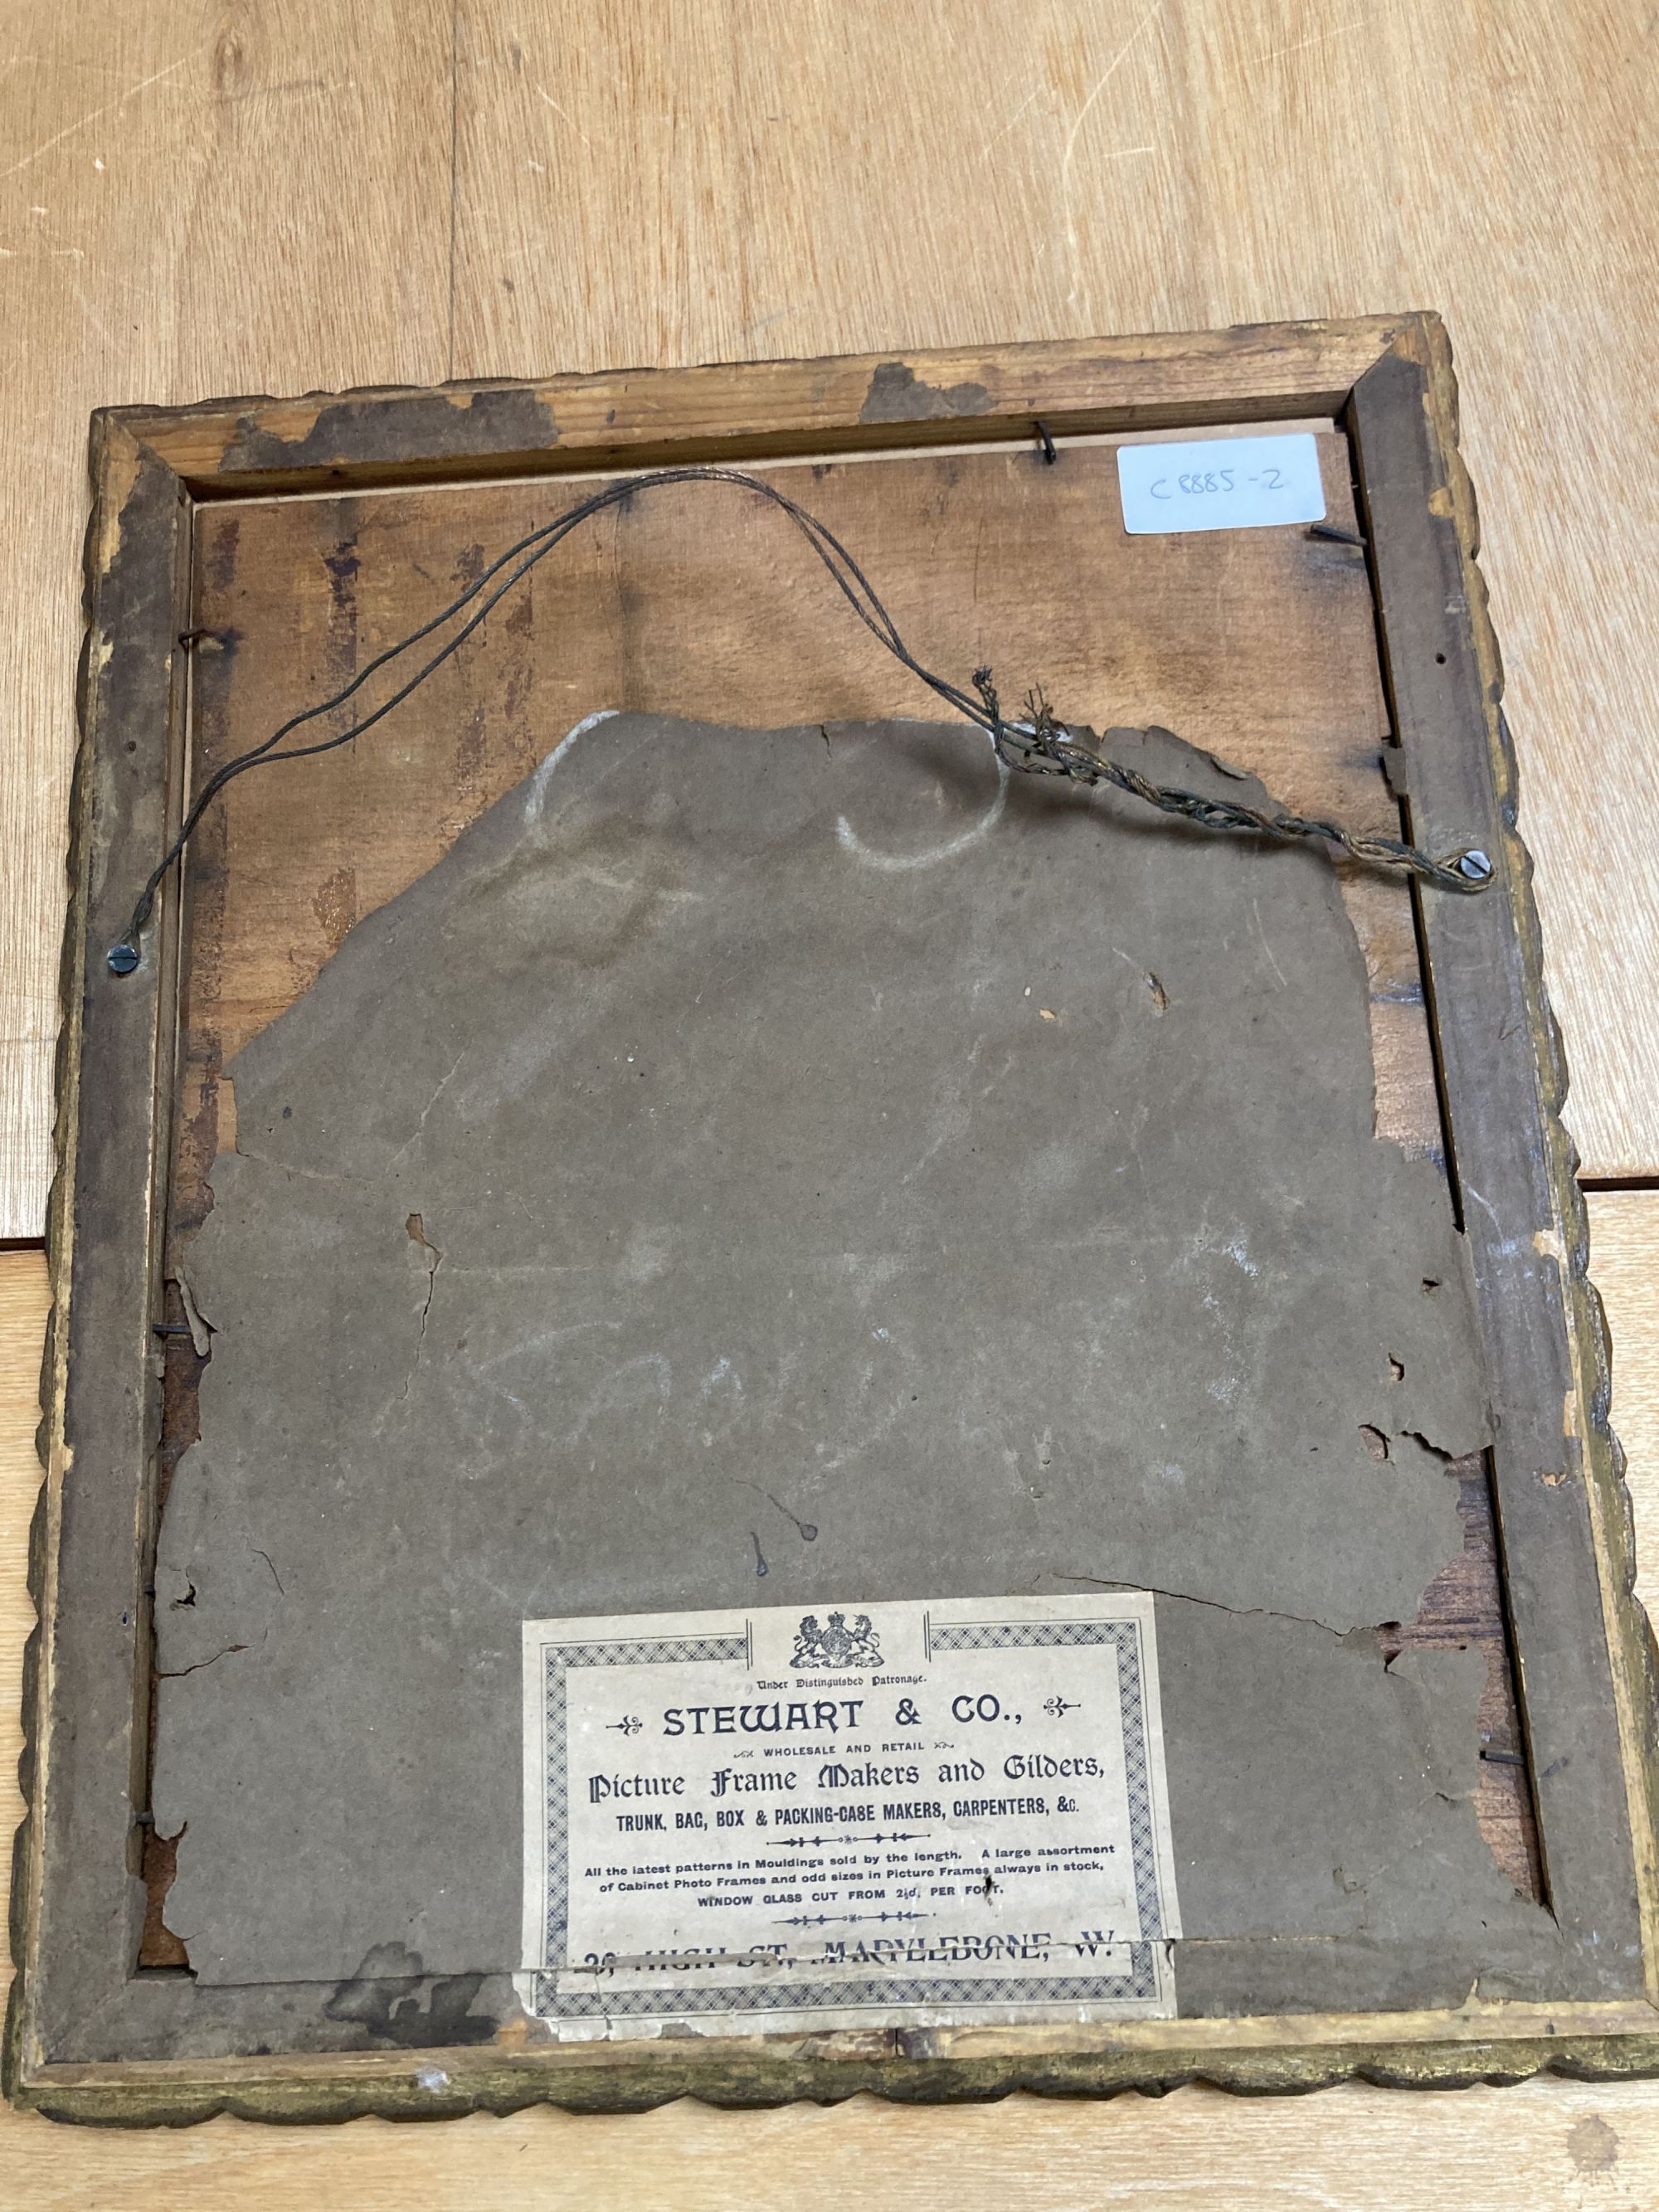 C8885-2
Under Distinguished Patronage.
STEWART & CO.,
WHOLESALE AND RETAIL
Picture Frame Makers and Gilders,
TRUNK, BAG, BOX & PACKING-CASE MAKERS, CARPENTERS, &C.
All the latest patterns in Mouldings sold by the length. A large assortment
of Cabinet Photo Frames and odd sizes in Picture Frames always in stock,
WINDOW GLASS CUT FROM PER FOOT.
HIGH ST., MARYLEBONE, W.